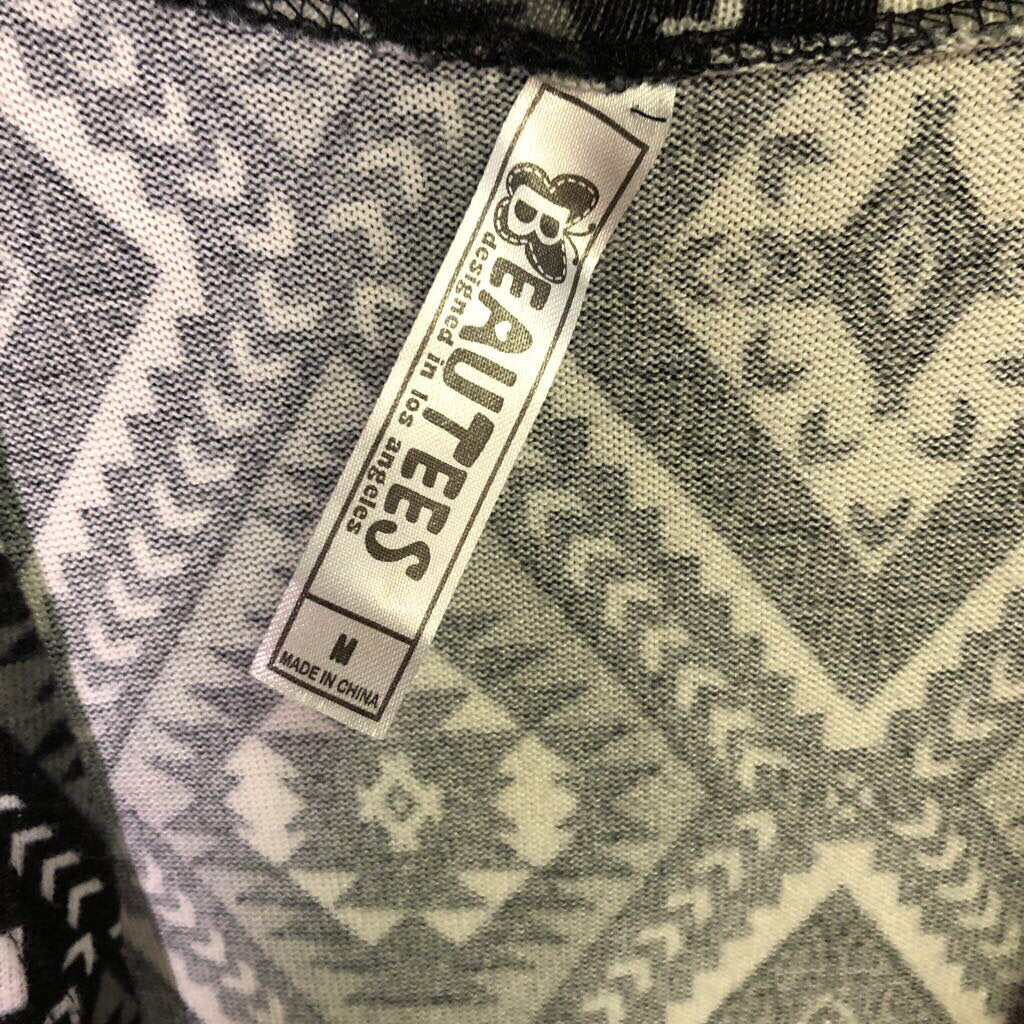 BEAUTEES
designed in los angeles
M
MADE IN CHINA